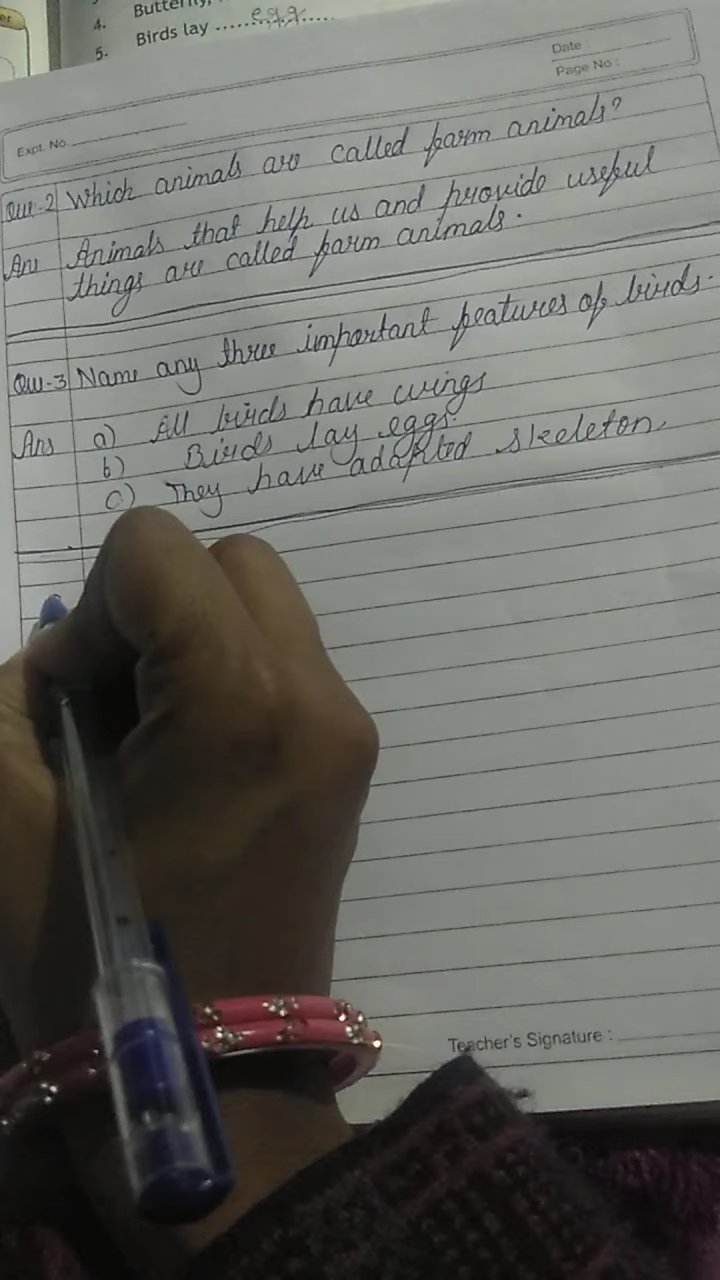 4. Butterfly,
5. Birds lay ......egg......
Date :
Page No :
Expt. No.
Que-2 Which animals are called farm animals?
Ans Animals that help us and provide useful
things are called farm animals.
Que-3 Name any three important features of birds.
Ans a) All birds have wings
b) Birds lay eggs.
c) They have adapted skeleton.
Teacher's Signature :